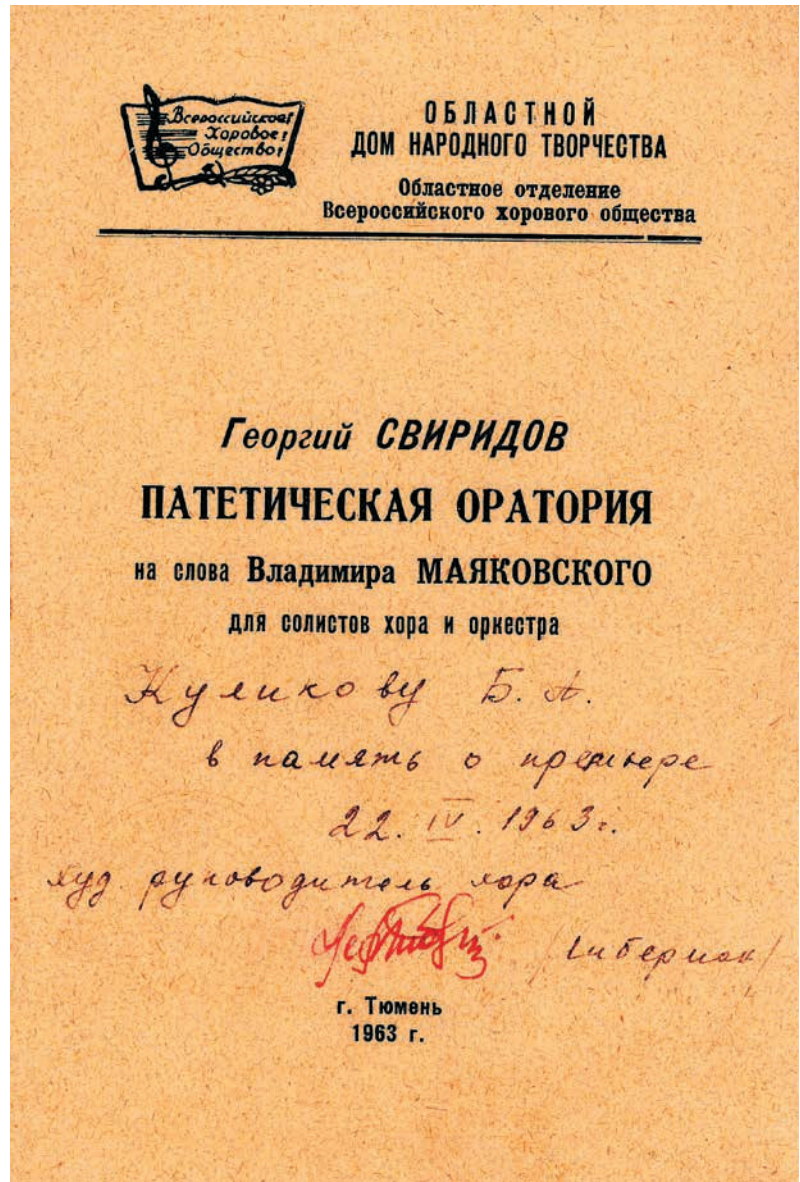 Всероссийское
Хоровое
Общество
ОБЛАСТНОЙ
ДОМ НАРОДНОГО ТВОРЧЕСТВА
Областное отделение
Всероссийского хорового общества
Георгий СВИРИДОВ
ПАТЕТИЧЕСКАЯ ОРАТОРИЯ
на слова Владимира МАЯКОВСКОГО
для солистов хора и оркестра
Куликову Б. А.
в память о премьере
22. IV. 1963г.
худ руководитель хора
г. Тюмень
1963 г.